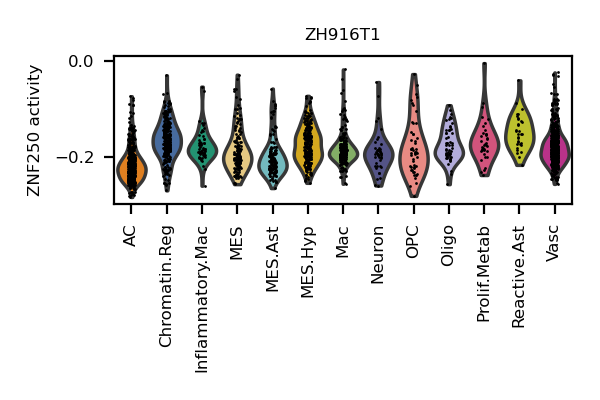 ZH916T1
ZNF250 activity
0.0
−0.2
AC
Chromatin.Reg
Inflammatory.Mac
MES
MES.Ast
MES.Hyp
Mac
Neuron
OPC
Oligo
Prolif.Metab
Reactive.Ast
Vasc